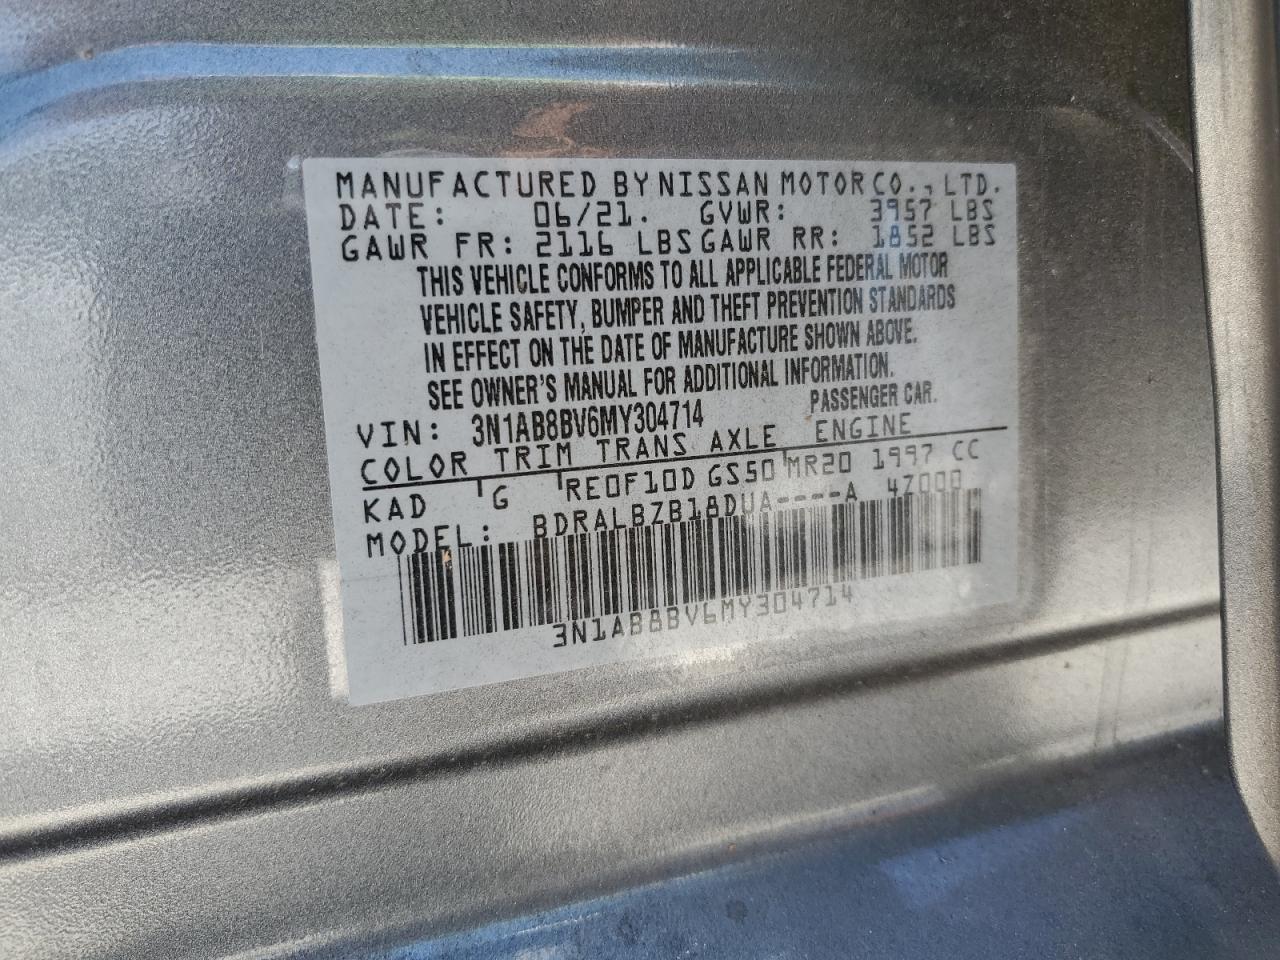 MANUFACTURED BY NISSAN MOTOR CO., LTD.
DATE: 06/21. GVWR: 3957 LBS
GAWR FR: 2116 LBS GAWR RR: 1852 LBS
THIS VEHICLE CONFORMS TO ALL APPLICABLE FEDERAL MOTOR
VEHICLE SAFETY, BUMPER AND THEFT PREVENTION STANDARDS
IN EFFECT ON THE DATE OF MANUFACTURE SHOWN ABOVE.
SEE OWNER'S MANUAL FOR ADDITIONAL INFORMATION.
PASSENGER CAR.
VIN: 3N1AB8BV6MY304714
COLOR TRIM TRANS AXLE ENGINE
KAD G RE0F10D GS50 MR20 1997 CC
MODEL: BDRALBZB18DUA----A 47000
3N1AB8BV6MY304714